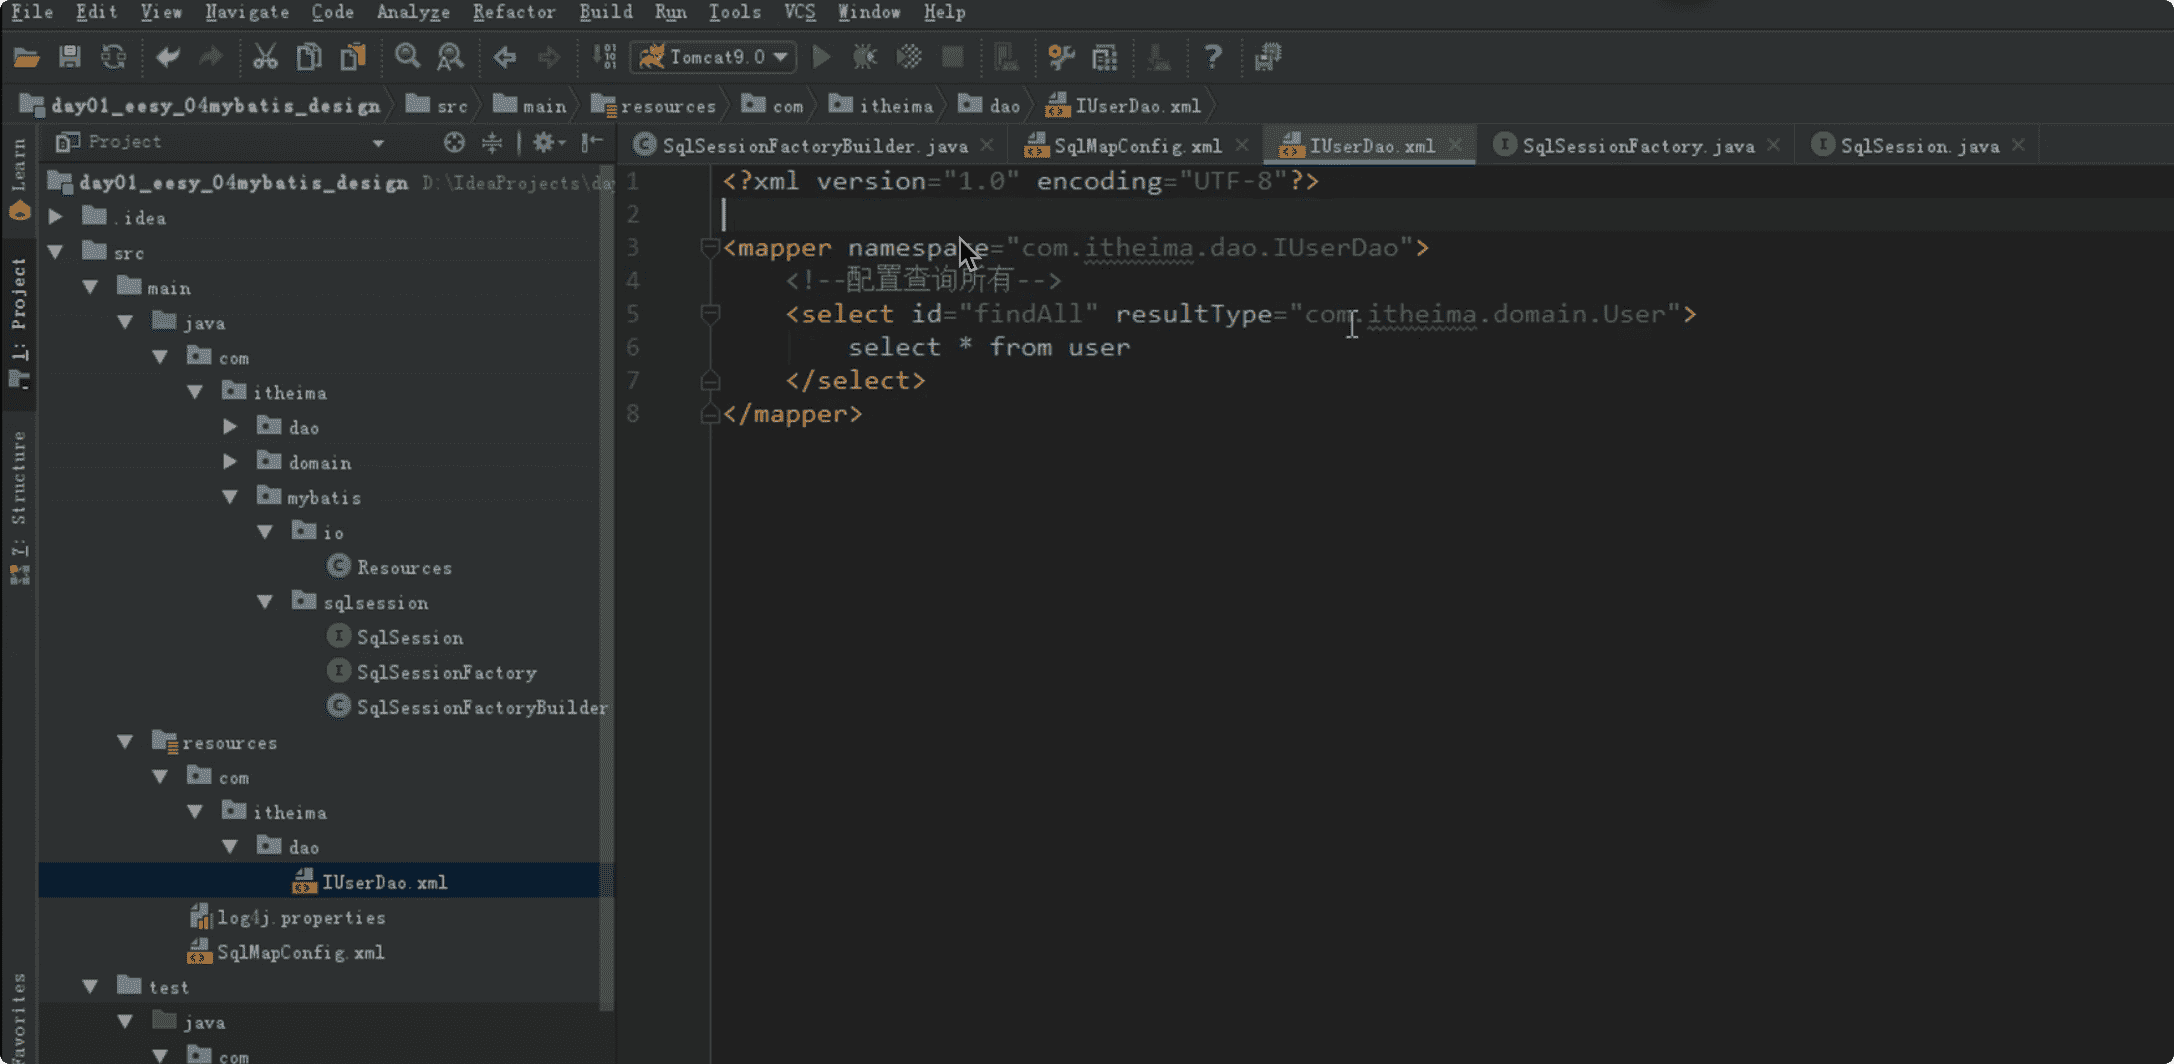 File Edit View Navigate Code Analyze Refactor Build Run Tools VCS Window Help
Tomcat9.0
day01_eesy_04mybatis_design src main resources com itheima dao IUserDao.xml
Project
SqlSessionFactoryBuilder.java SqlMapConfig.xml IUserDao.xml SqlSessionFactory.java SqlSession.java
Learn
1: Project
7: Structure
Favorites
day01_eesy_04mybatis_design D:\IdeaProjects\da
.idea
src
main
java
com
itheima
dao
domain
mybatis
io
Resources
sqlsession
SqlSession
SqlSessionFactory
SqlSessionFactoryBuilder
resources
com
itheima
dao
IUserDao.xml
log4j.properties
SqlMapConfig.xml
test
java
com
1 <?xml version="1.0" encoding="UTF-8"?>
2
3 <mapper namespace="com.itheima.dao.IUserDao">
4 <!--配置查询所有-->
5 <select id="findAll" resultType="com.itheima.domain.User">
6 select * from user
7 </select>
8 </mapper>